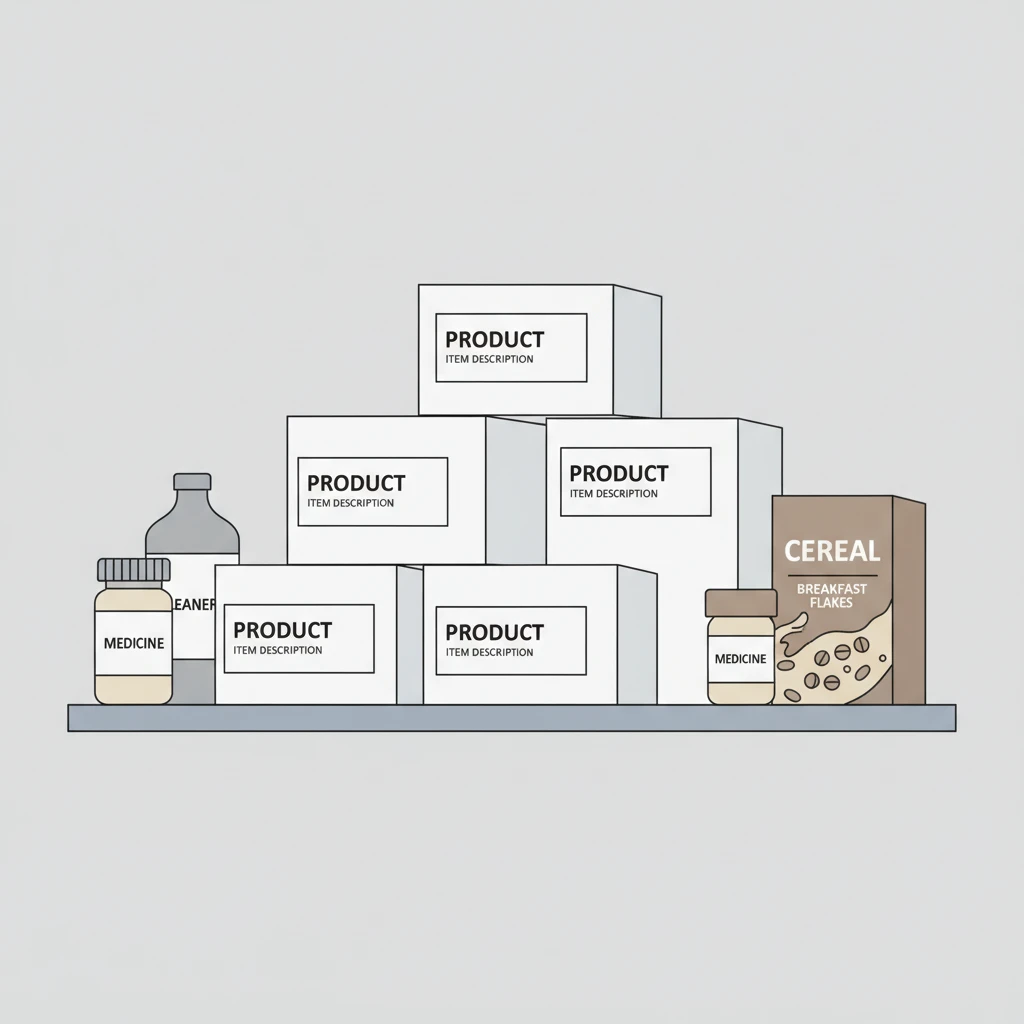 PRODUCT
ITEM DESCRIPTION
PRODUCT
ITEM DESCRIPTION
PRODUCT
ITEM DESCRIPTION
CEREAL
BREAKFAST
FLAKES
EANER
MEDICINE
PRODUCT
ITEM DESCRIPTION
PRODUCT
ITEM DESCRIPTION
MEDICINE